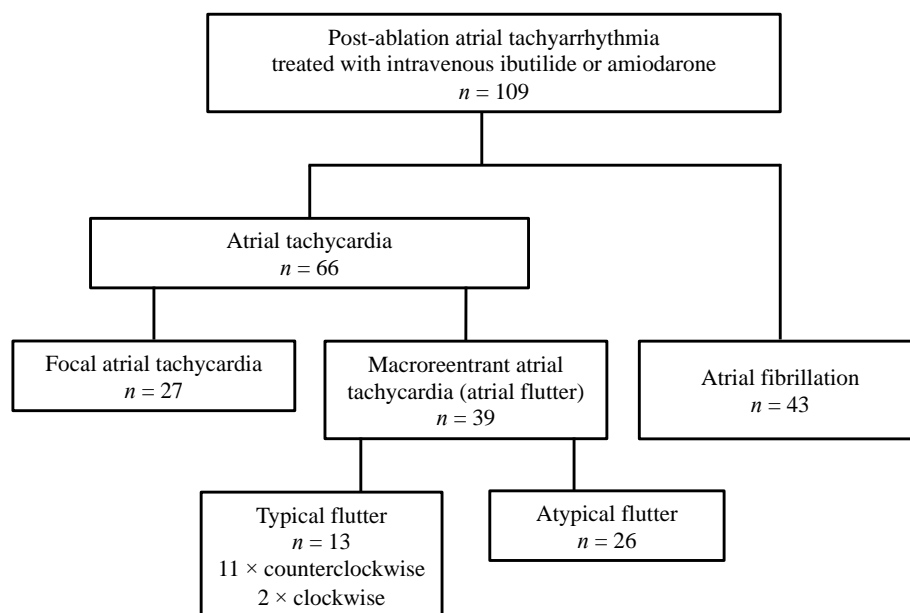 Post-ablation atrial tachyarrhythmia
treated with intravenous ibutilide or amiodarone
n = 109
Atrial tachycardia
n = 66
Focal atrial tachycardia
n = 27
Macroreentrant atrial
tachycardia (atrial flutter)
n = 39
Atrial fibrillation
n = 43
Typical flutter
n = 13
11 × counterclockwise
2 × clockwise
Atypical flutter
n = 26